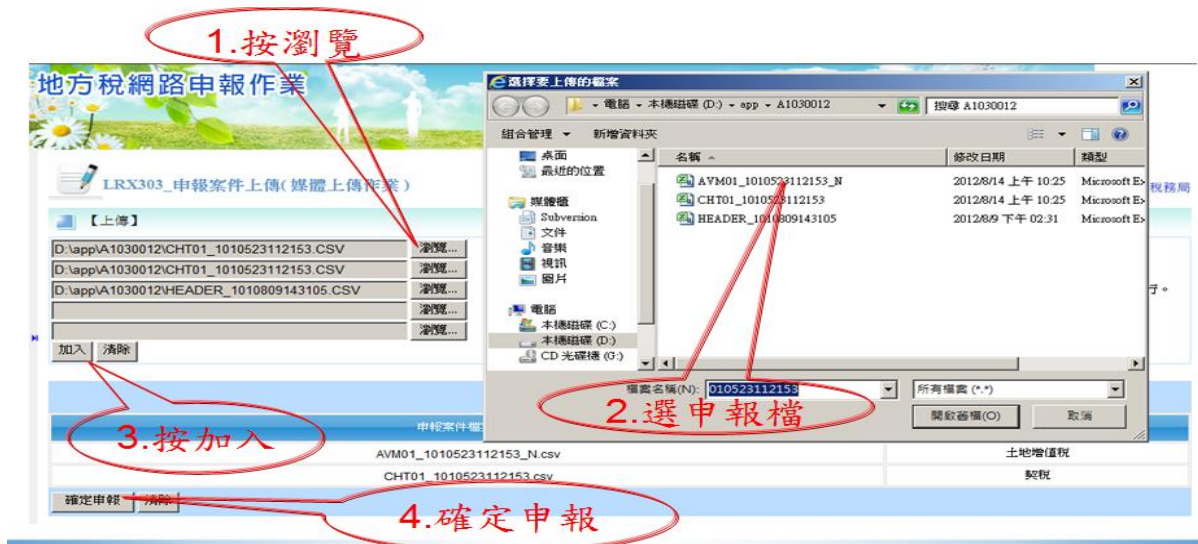 1.按瀏覽
地方稅網路申報作業
LRX303_申報案件上傳(媒體上傳作業)
稅務局
【上傳】
D:\app\A1030012\CHT01_1010523112153.CSV 瀏覽...
D:\app\A1030012\CHT01_1010523112153.CSV 瀏覽...
D:\app\A1030012\HEADER_1010809143105.CSV 瀏覽...
瀏覽...
瀏覽...
行。
加入 清除
選擇要上傳的檔案
電腦 本機磁碟 (D:) app A1030012
搜尋 A1030012
組合管理 新增資料夾
桌面
最近的位置
媒體櫃
Subversion
文件
音樂
視訊
圖片
電腦
本機磁碟 (C:)
本機磁碟 (D:)
CD 光碟機 (G:)
名稱 修改日期 類型
AVM01_1010523112153_N 2012/8/14 上午 10:25 Microsoft Ex
CHT01_1010523112153 2012/8/14 上午 10:25 Microsoft Ex
HEADER_1010809143105 2012/8/9 下午 02:31 Microsoft Ex
檔案名稱(N): 010523112153 所有檔案 (*.*)
開啟舊檔(O) 取消
2.選申報檔
3.按加入
申報案件檔
AVM01_1010523112153_N.csv 土地增值稅
CHT01_1010523112153.csv 契稅
確定申報 清除
4.確定申報